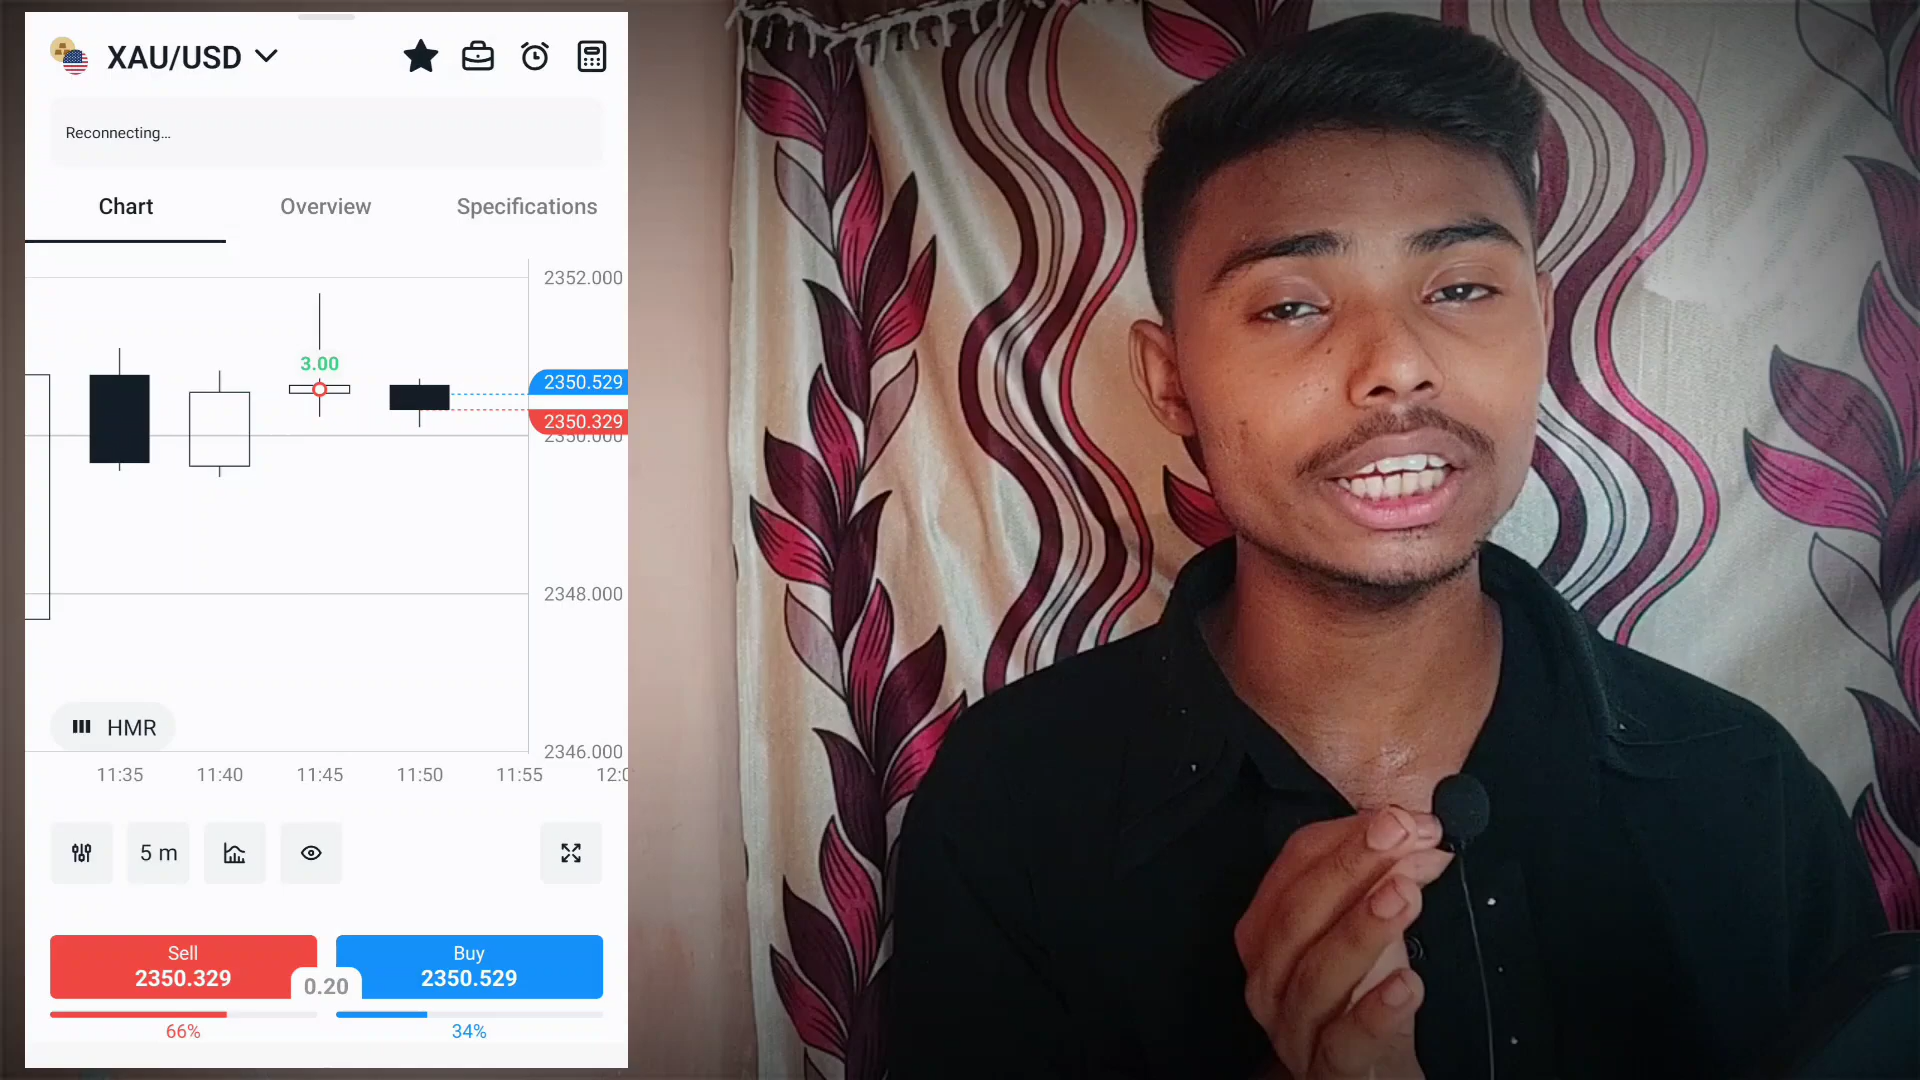 XAU/USD
Reconnecting...
Chart Overview Specifications
2352.000
3.00
2350.529
2350.329
2350.000
2348.000
HMR
2346.000
11:35 11:40 11:45 11:50 11:55
5 m
Sell Buy
2350.329 0.20 2350.529
66% 34%